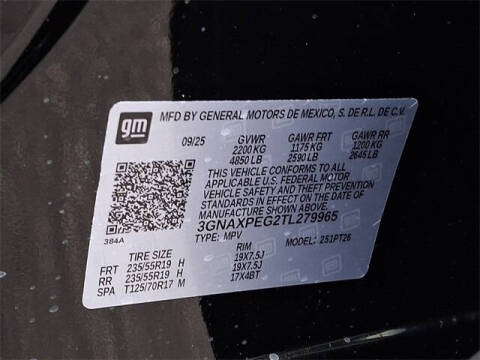 gm
MFD BY GENERAL MOTORS DE MEXICO, S. DE R.L. DE C.V.
09/25 GVWR GAWR FRT GAWR RR
2200 KG 1175 KG 1200 KG
4850 LB 2590 LB 2645 LB
THIS VEHICLE CONFORMS TO ALL
APPLICABLE U.S. FEDERAL MOTOR
VEHICLE SAFETY AND THEFT
PREVENTION STANDARDS IN
EFFECT ON THE DATE OF
MANUFACTURE SHOWN ABOVE.
3GNAXPEG2TL279965
TYPE: MPV MODEL: 2S1PT26
384A
TIRE SIZE RIM
FRT 235/55R19 H 19X7.5J
RR 235/55R19 H 19X7.5J
SPA T125/70R17 M 17X4BT